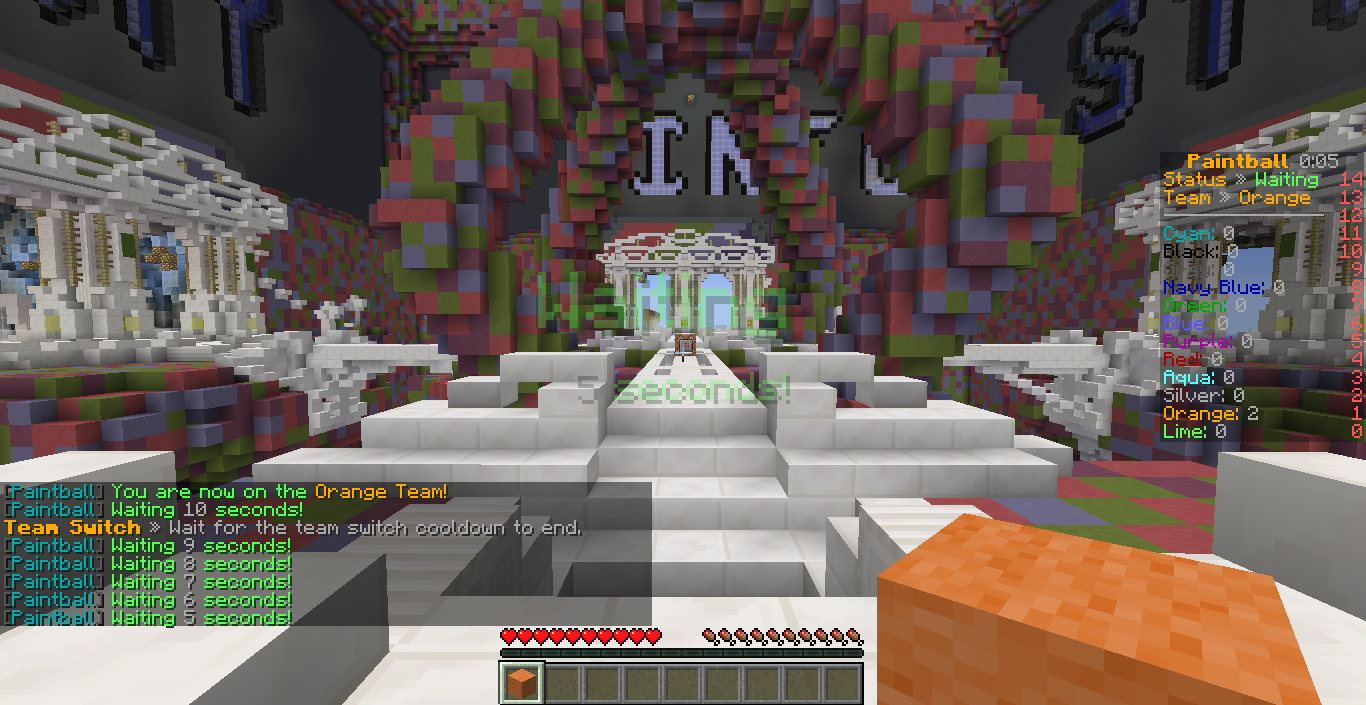 INT
Paintball 0:05
Status » Waiting 14
Team » Orange 13
12
Cyan: 0 11
Black: 0 10
0 9
Navy Blue: 0 8
Green: 0 7
Blue: 0 6
Purple: 0 5
Red: 0 4
Aqua: 0 3
Silver: 0 2
Orange: 2 1
Lime: 0 0
Waiting
5 seconds!
[Paintball] You are now on the Orange Team!
[Paintball] Waiting 10 seconds!
Team Switch » Wait for the team switch cooldown to end.
[Paintball] Waiting 9 seconds!
[Paintball] Waiting 8 seconds!
[Paintball] Waiting 7 seconds!
[Paintball] Waiting 6 seconds!
[Paintball] Waiting 5 seconds!